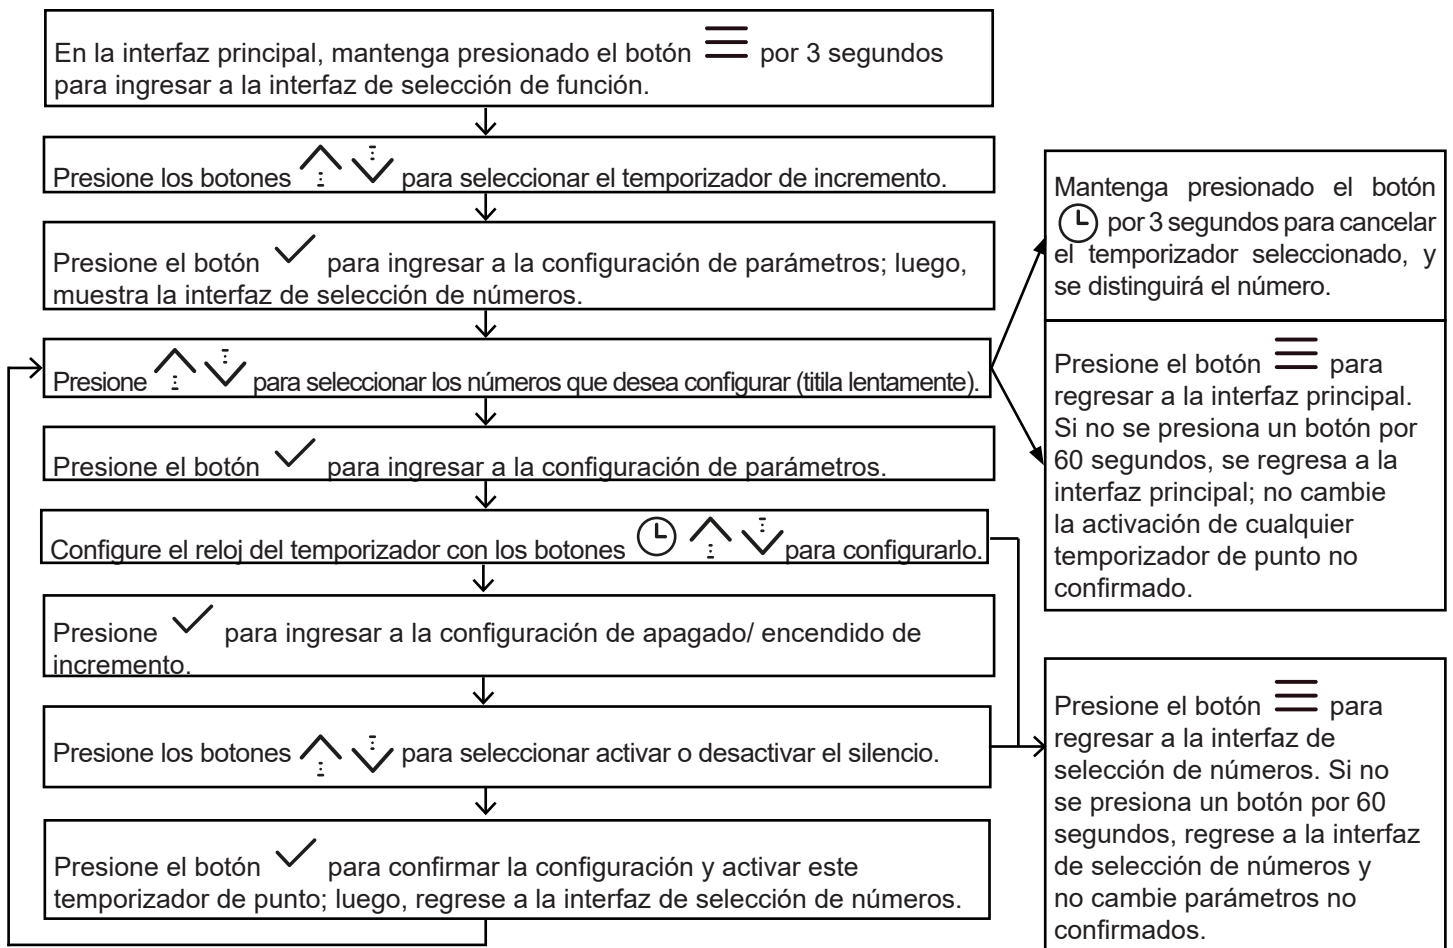 En la interfaz principal, mantenga presionado el botón por 3 segundos
para ingresar a la interfaz de selección de función.
Presione los botones para seleccionar el temporizador de incremento.
Presione el botón para ingresar a la configuración de parámetros; luego,
muestra la interfaz de selección de números.
Presione para seleccionar los números que desea configurar (titila lentamente).
Presione el botón para ingresar a la configuración de parámetros.
Configure el reloj del temporizador con los botones para configurarlo.
Presione para ingresar a la configuración de apagado/ encendido de
incremento.
Presione los botones para seleccionar activar o desactivar el silencio.
Presione el botón para confirmar la configuración y activar este
temporizador de punto; luego, regrese a la interfaz de selección de números.
Mantenga presionado el botón
por 3 segundos para cancelar
el temporizador seleccionado, y
se distinguirá el número.
Presione el botón para
regresar a la interfaz principal.
Si no se presiona un botón por
60 segundos, se regresa a la
interfaz principal; no cambie
la activación de cualquier
temporizador de punto no
confirmado.
Presione el botón para
regresar a la interfaz de
selección de números. Si no
se presiona un botón por 60
segundos, regrese a la interfaz
de selección de números y
no cambie parámetros no
confirmados.